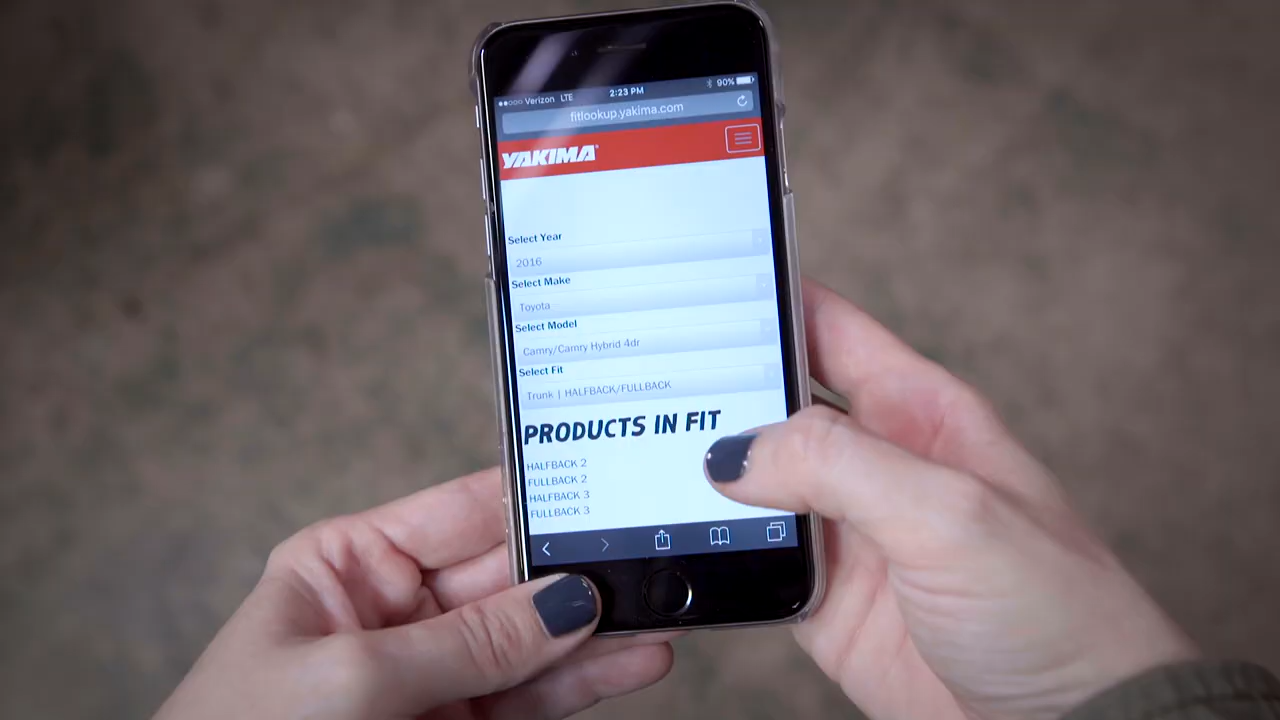 Verizon LTE 2:23 PM 90%
fitlookup.yakima.com
YAKIMA
Select Year
2016
Select Make
Toyota
Select Model
Camry/Camry Hybrid 4dr
Select Fit
Trunk | HALFBACK/FULLBACK
PRODUCTS IN FIT
HALFBACK 2
FULLBACK 2
HALFBACK 3
FULLBACK 3